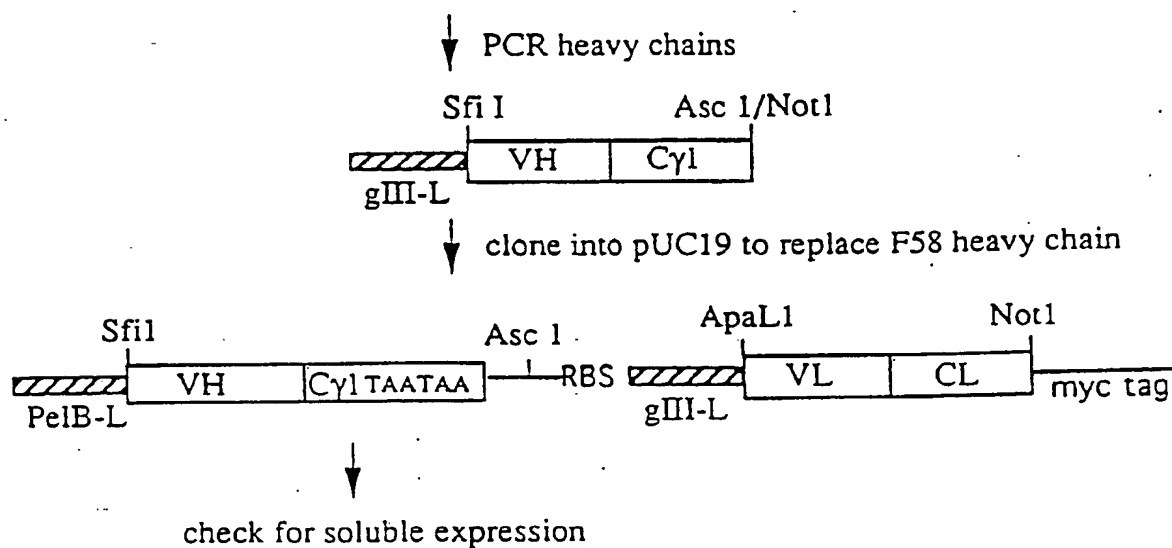 PCR heavy chains
Sfi I Asc 1/Not1
VH Cγ1
gIII-L
clone into pUC19 to replace F58 heavy chain
Sfi1 Asc 1 ApaL1 Not1
VH Cγ1 TAATAA RBS VL CL myc tag
PelB-L gIII-L
check for soluble expression